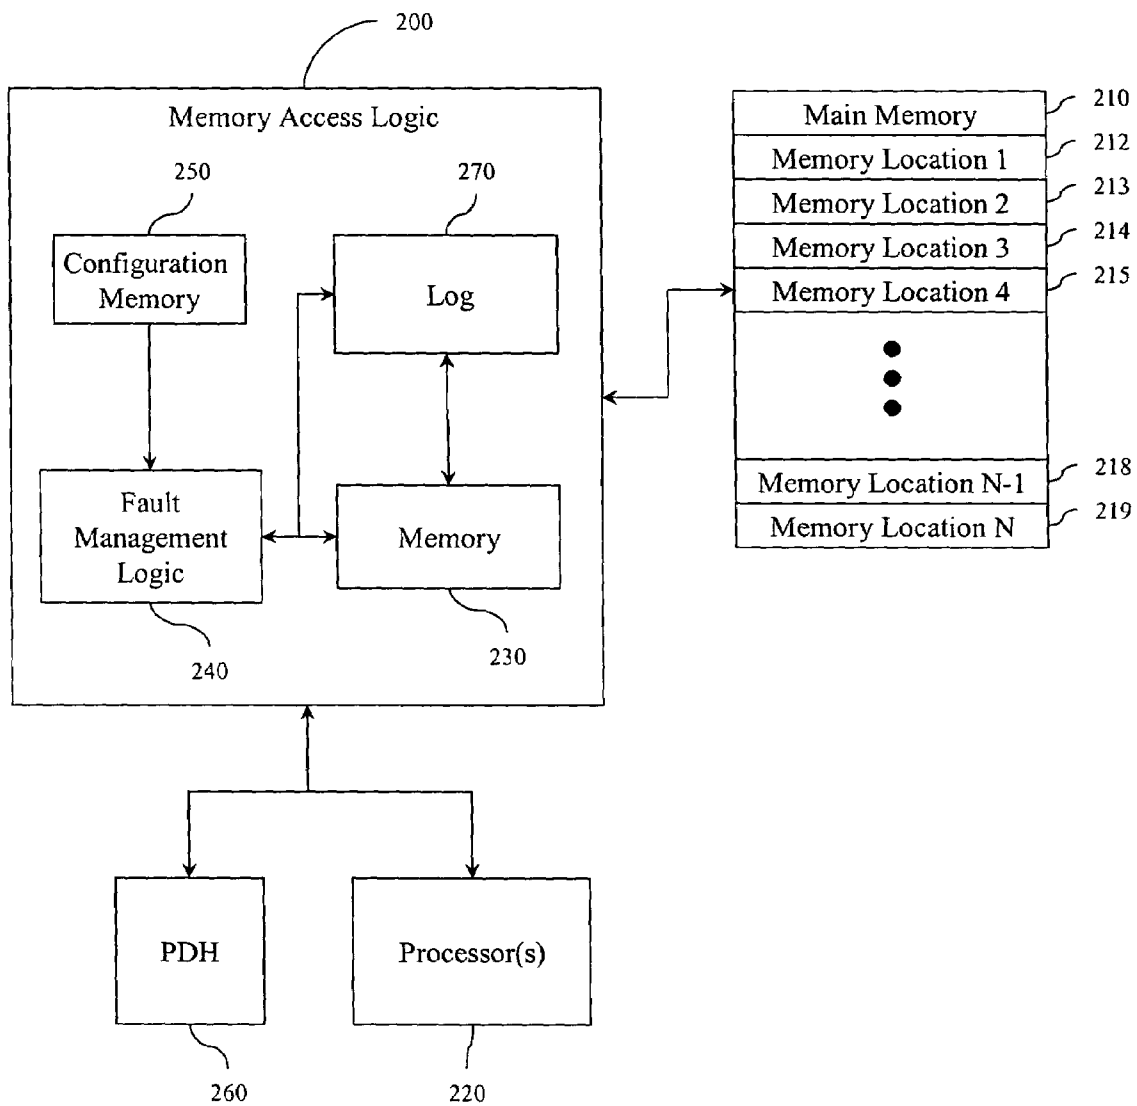 200
Memory Access Logic
250
270
Configuration
Memory
Log
Fault
Management
Logic
Memory
240
230
Main Memory
210
Memory Location 1
212
Memory Location 2
213
Memory Location 3
214
Memory Location 4
215
Memory Location N-1
218
Memory Location N
219
PDH
Processor(s)
260
220